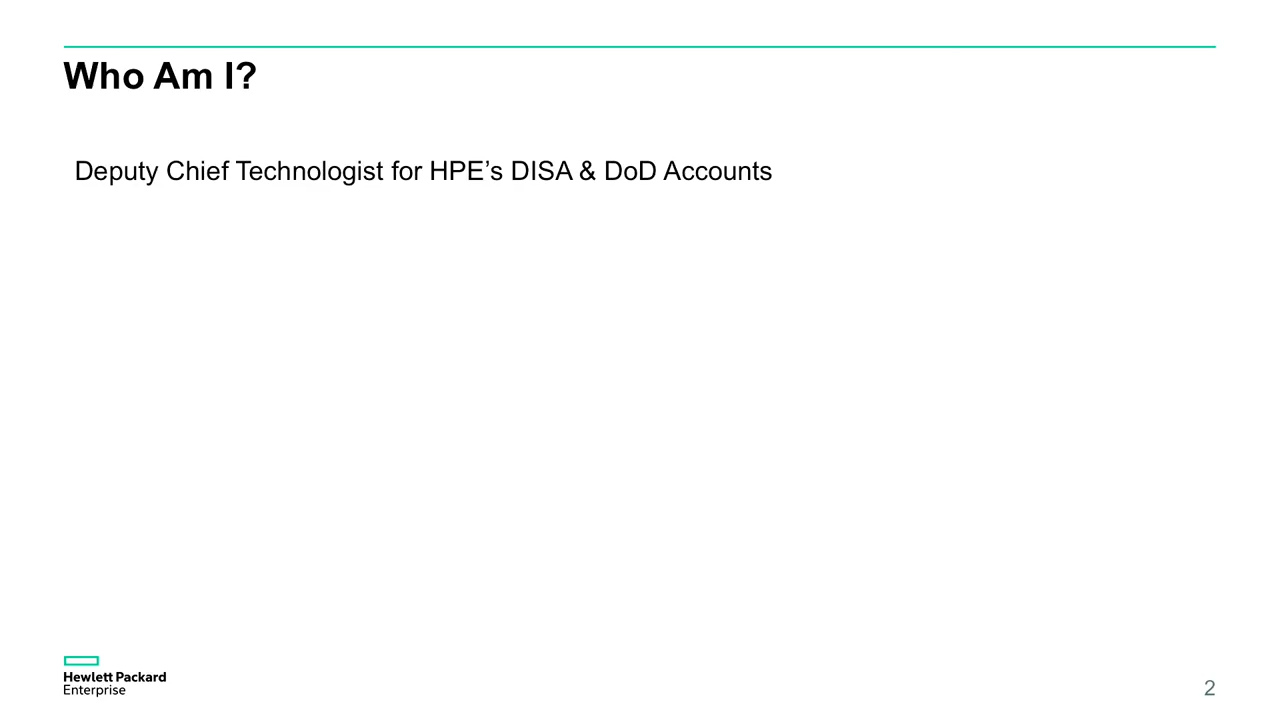 Who Am I?
Deputy Chief Technologist for HPE’s DISA & DoD Accounts
Hewlett Packard
Enterprise
2